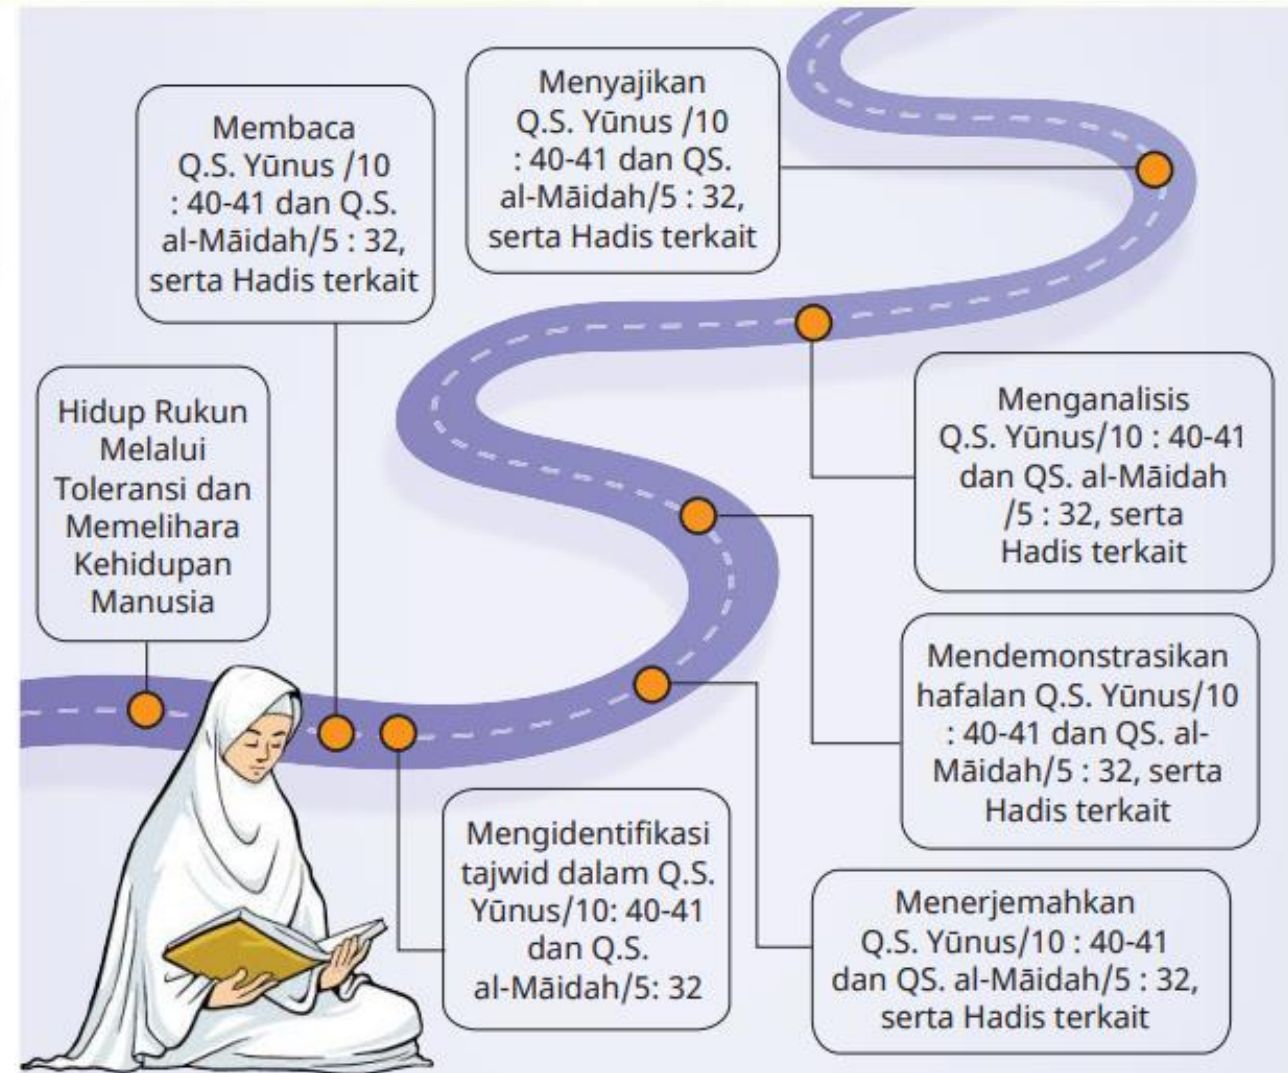 Hidup Rukun
Melalui
Toleransi dan
Memelihara
Kehidupan
Manusia
Membaca
Q.S. Yūnus /10
: 40-41 dan Q.S.
al-Māidah/5 : 32,
serta Hadis terkait
Mengidentifikasi
tajwid dalam Q.S.
Yūnus/10: 40-41
dan Q.S.
al-Māidah/5: 32
Menerjemahkan
Q.S. Yūnus/10 : 40-41
dan QS. al-Māidah/5 : 32,
serta Hadis terkait
Mendemonstrasikan
hafalan Q.S. Yūnus/10
: 40-41 dan QS. al-
Māidah/5 : 32, serta
Hadis terkait
Menganalisis
Q.S. Yūnus/10 : 40-41
dan QS. al-Māidah
/5 : 32, serta
Hadis terkait
Menyajikan
Q.S. Yūnus /10
: 40-41 dan QS.
al-Māidah/5 : 32,
serta Hadis terkait